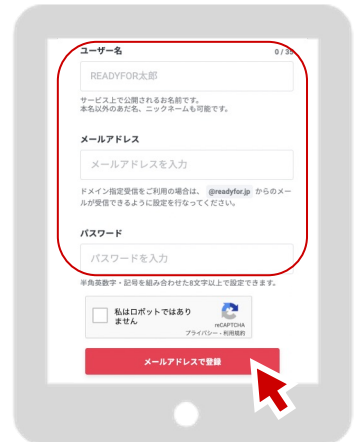 ユーザー名
0 / 35
READYFOR太郎
サービス上で公開されるお名前です。
本名以外のあだ名、ニックネームも可能です。
メールアドレス
メールアドレスを入力
ドメイン指定受信をご利用の場合は、 @readyfor.jp からのメー
ルが受信できるように設定を行なってください。
パスワード
パスワードを入力
半角英数字・記号を組み合わせた8文字以上で設定できます。
私はロボットではあり
ません
reCAPTCHA
プライバシー - 利用規約
メールアドレスで登録